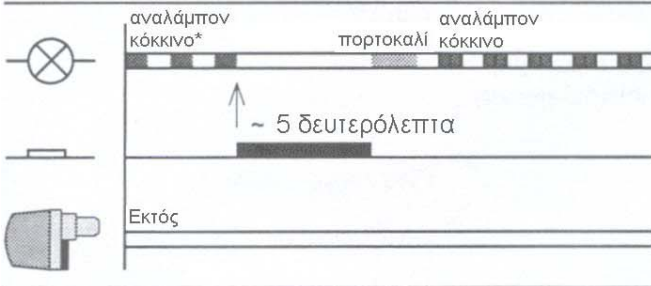 αναλάμπον
κόκκινο*
πορτοκαλί
αναλάμπον
κόκκινο
~ 5 δευτερόλεπτα
Εκτός